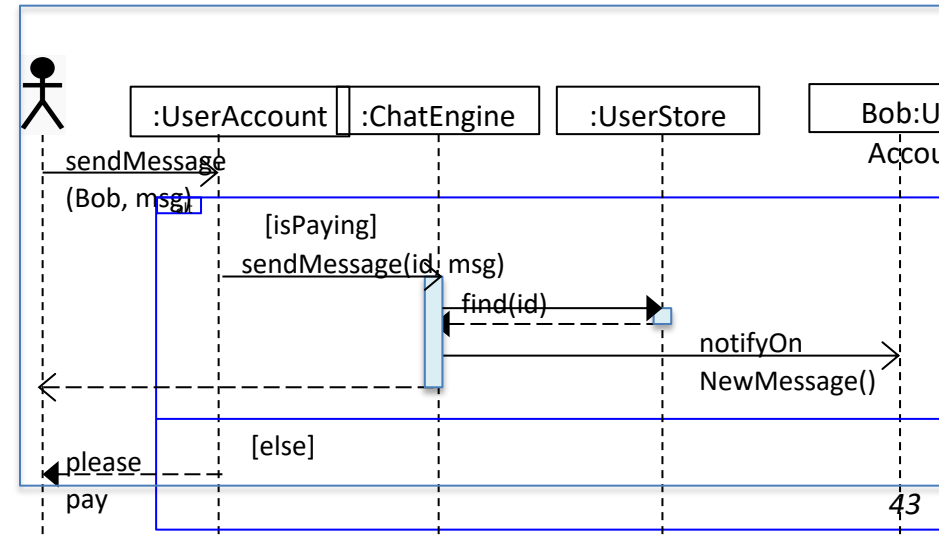 :UserAccount
:ChatEngine
:UserStore
Bob:U
Accou
sendMessage
(Bob, msg)
alt
[isPaying]
sendMessage(id, msg)
find(id)
notifyOn
NewMessage()
[else]
please
pay
43